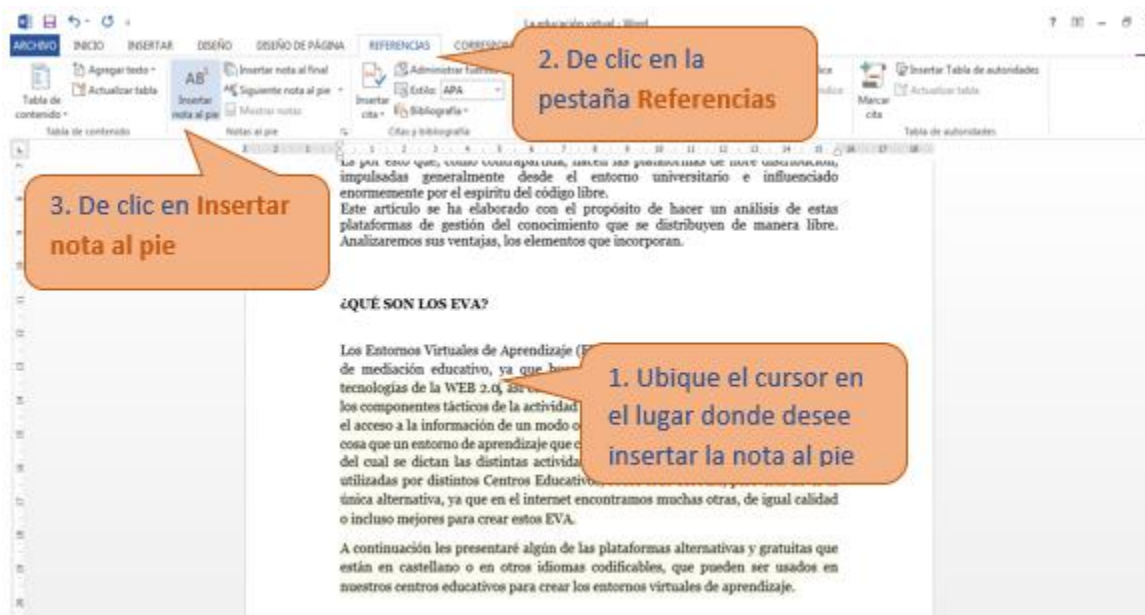 La educación virtual - Word
ARCHIVO INICIO INSERTAR DISEÑO DISEÑO DE PÁGINA REFERENCIAS
Agregar texto
Actualizar tabla
Tabla de
contenido
Tabla de contenido
AB¹
Insertar
nota al pie
Insertar nota al final
Siguiente nota al pie
Mostrar notas
Notas al pie
Insertar
cita
Estilo: APA
Bibliografía
Citas y bibliografía
Marcar
cita
Insertar Tabla de autoridades
Actualizar tabla
Tabla de autoridades
2. De clic en la
pestaña Referencias
3. De clic en Insertar
nota al pie
impulsadas generalmente desde el entorno universitario e influenciado
enormemente por el espíritu del código libre.
Este artículo se ha elaborado con el propósito de hacer un análisis de estas
plataformas de gestión del conocimiento que se distribuyen de manera libre.
Analizaremos sus ventajas, los elementos que incorporan.
¿QUÉ SON LOS EVA?
Los Entornos Virtuales de Aprendizaje
de mediación educativo, ya que
tecnologías de la WEB 2.0,
los componentes tácticos de la actividad
el acceso a la información de un modo
cosa que un entorno de aprendizaje que
del cual se dictan las distintas
utilizadas por distintos Centros
única alternativa, ya que en el internet encontramos muchas otras, de igual calidad
o incluso mejores para crear estos EVA.
A continuación les presentaré algún de las plataformas alternativas y gratuitas que
están en castellano o en otros idiomas codificables, que pueden ser usados en
nuestros centros educativos para crear los entornos virtuales de aprendizaje.
1. Ubique el cursor en
el lugar donde desee
insertar la nota al pie